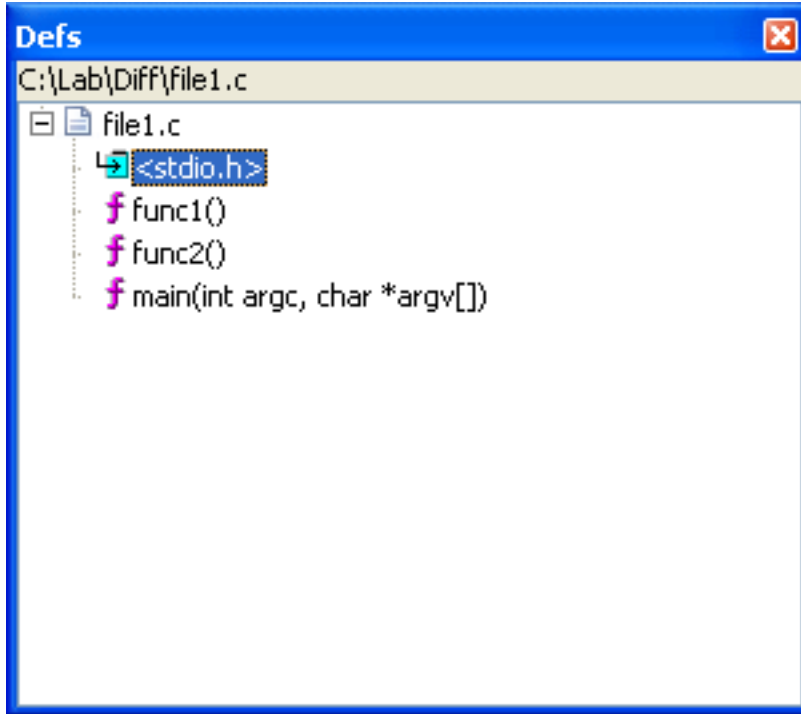 Defs
C:\Lab\Diff\file1.c
file1.c
<stdio.h>
func1()
func2()
main(int argc, char *argv[])